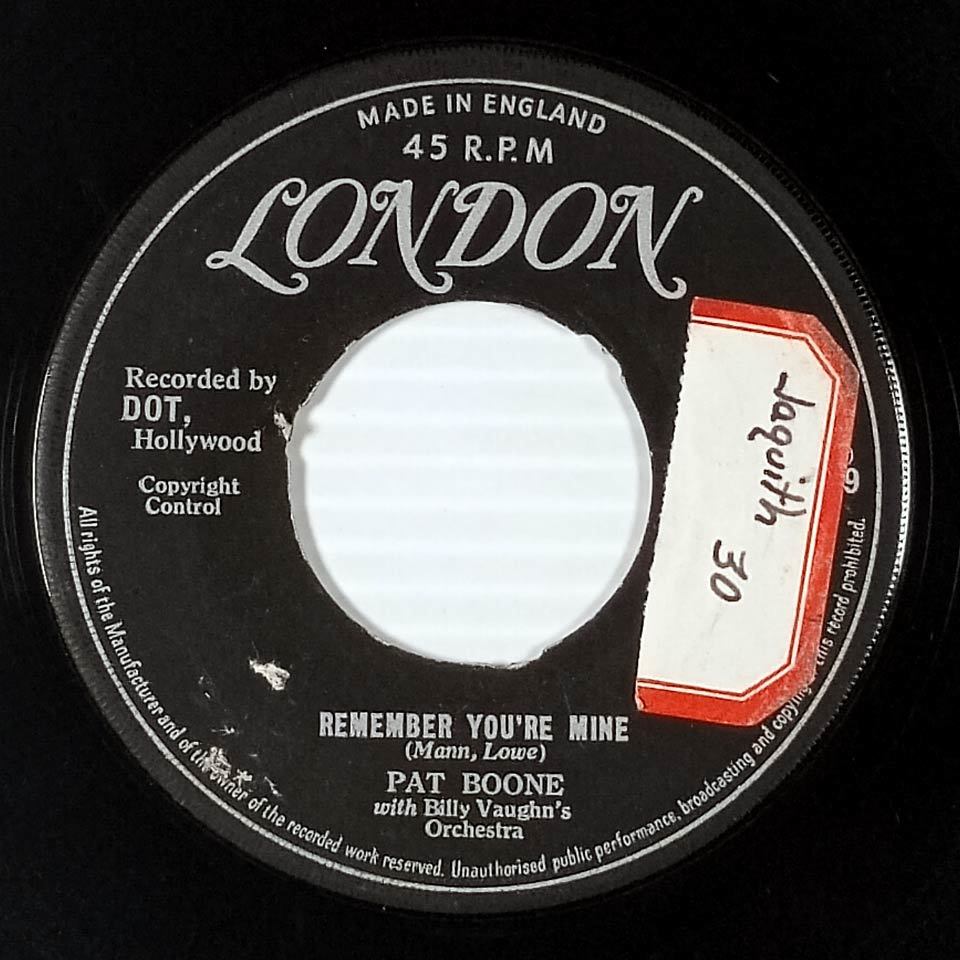 MADE IN ENGLAND
45 R.P.M
LONDON
Recorded by
DOT,
Hollywood
Copyright
Control
9
Jaquith
30
REMEMBER YOU'RE MINE
(Mann, Lowe)
PAT BOONE
with Billy Vaughn's
Orchestra
All rights of the Manufacturer and of the owner of the recorded work reserved. Unauthorised public performance, broadcasting and copying this record prohibited.